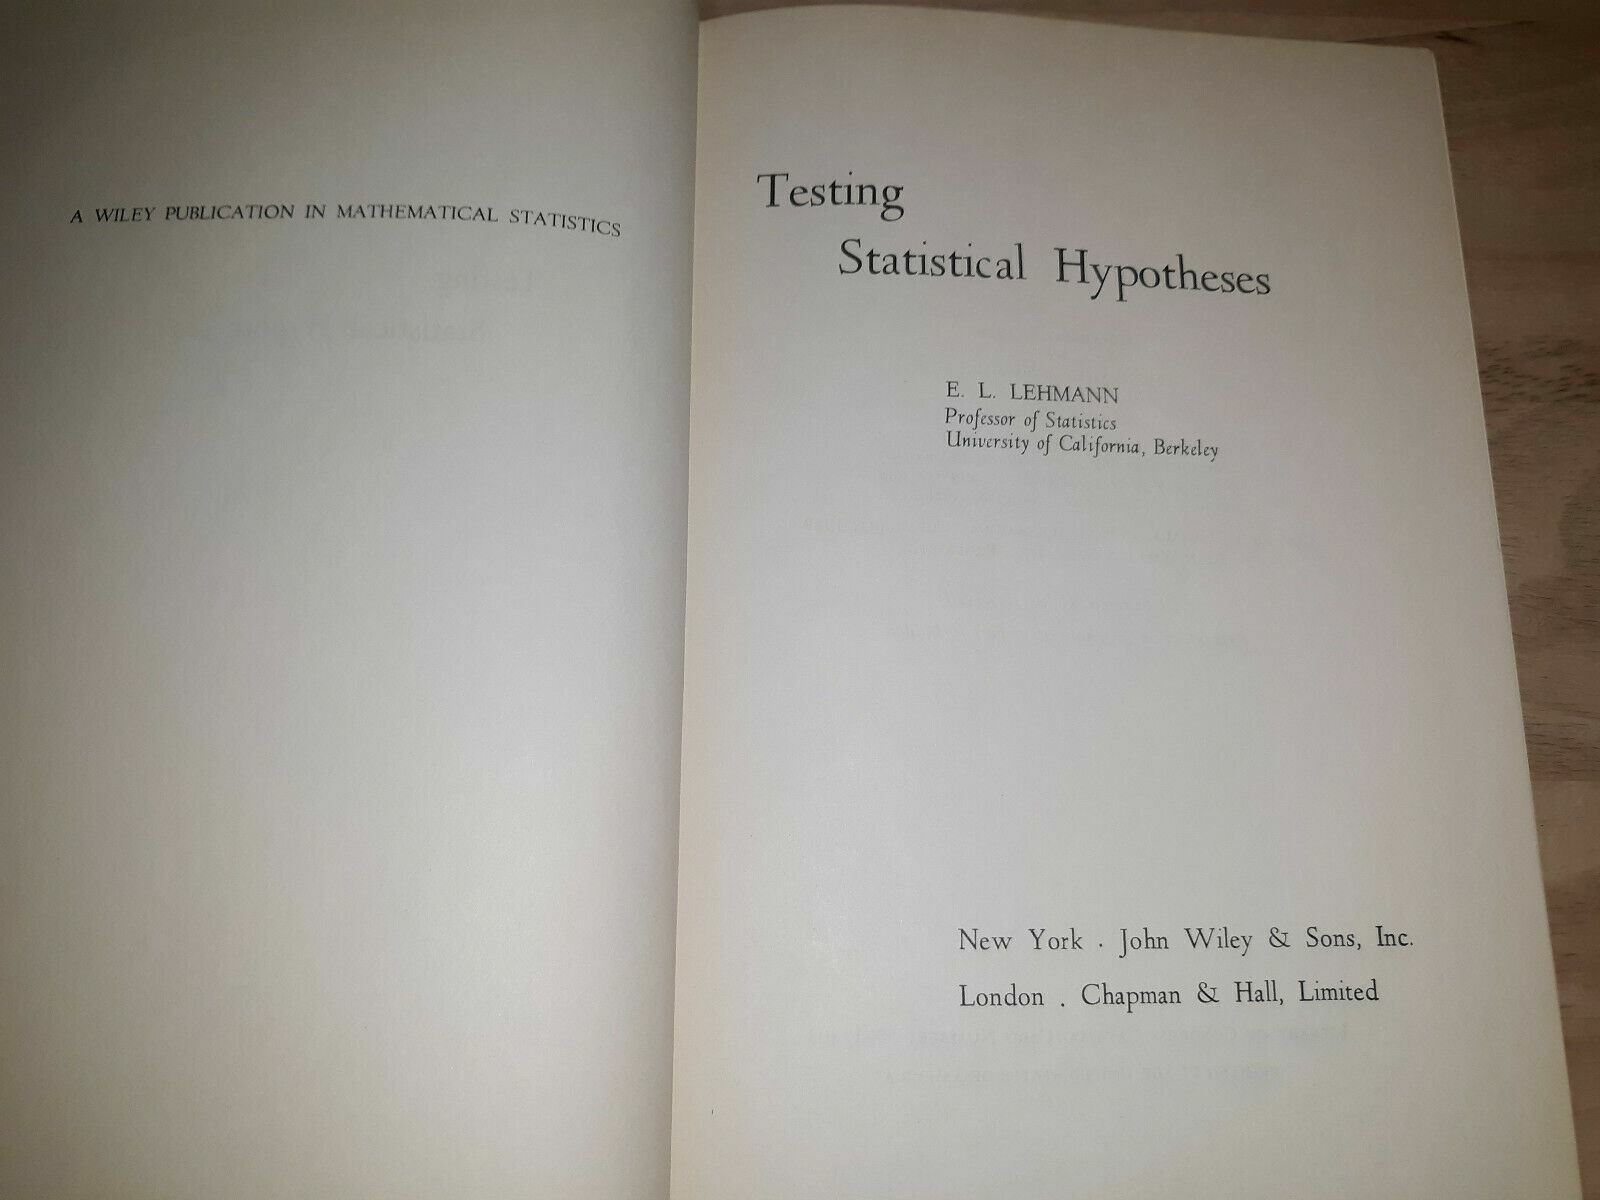 A WILEY PUBLICATION IN MATHEMATICAL STATISTICS
Testing
Statistical Hypotheses
E. L. LEHMANN
Professor of Statistics
University of California, Berkeley
New York . John Wiley & Sons, Inc.
London . Chapman & Hall, Limited